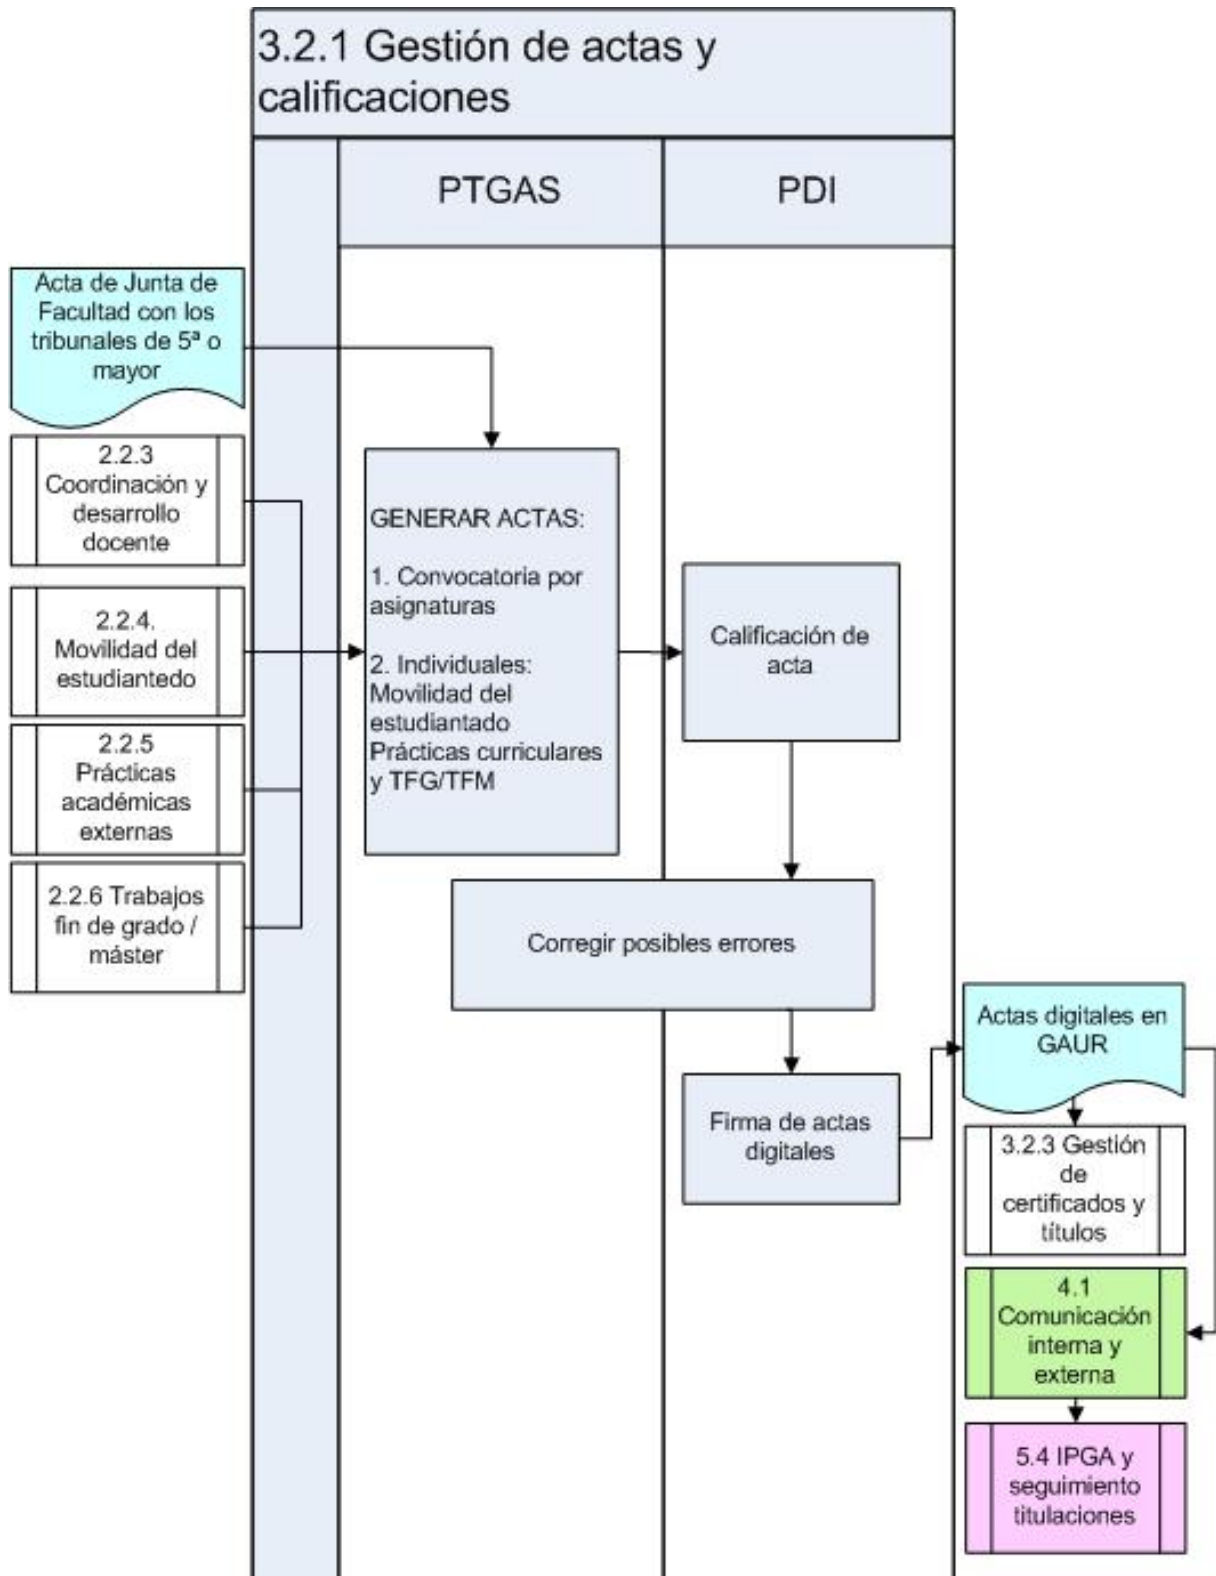 3.2.1 Gestión de actas y
calificaciones
PTGAS
PDI
Acta de Junta de
Facultad con los
tribunales de 5ª o
mayor
2.2.3
Coordinación y
desarrollo
docente
2.2.4.
Movilidad del
estudiantedo
2.2.5
Prácticas
académicas
externas
2.2.6 Trabajos
fin de grado /
máster
GENERAR ACTAS:
1. Convocatoria por
asignaturas
2. Individuales:
Movilidad del
estudiantado
Prácticas curriculares
y TFG/TFM
Calificación de
acta
Corregir posibles errores
Firma de actas
digitales
Actas digitales en
GAUR
3.2.3 Gestión
de
certificados y
títulos
4.1
Comunicación
interna y
externa
5.4 IPGA y
seguimiento
titulaciones